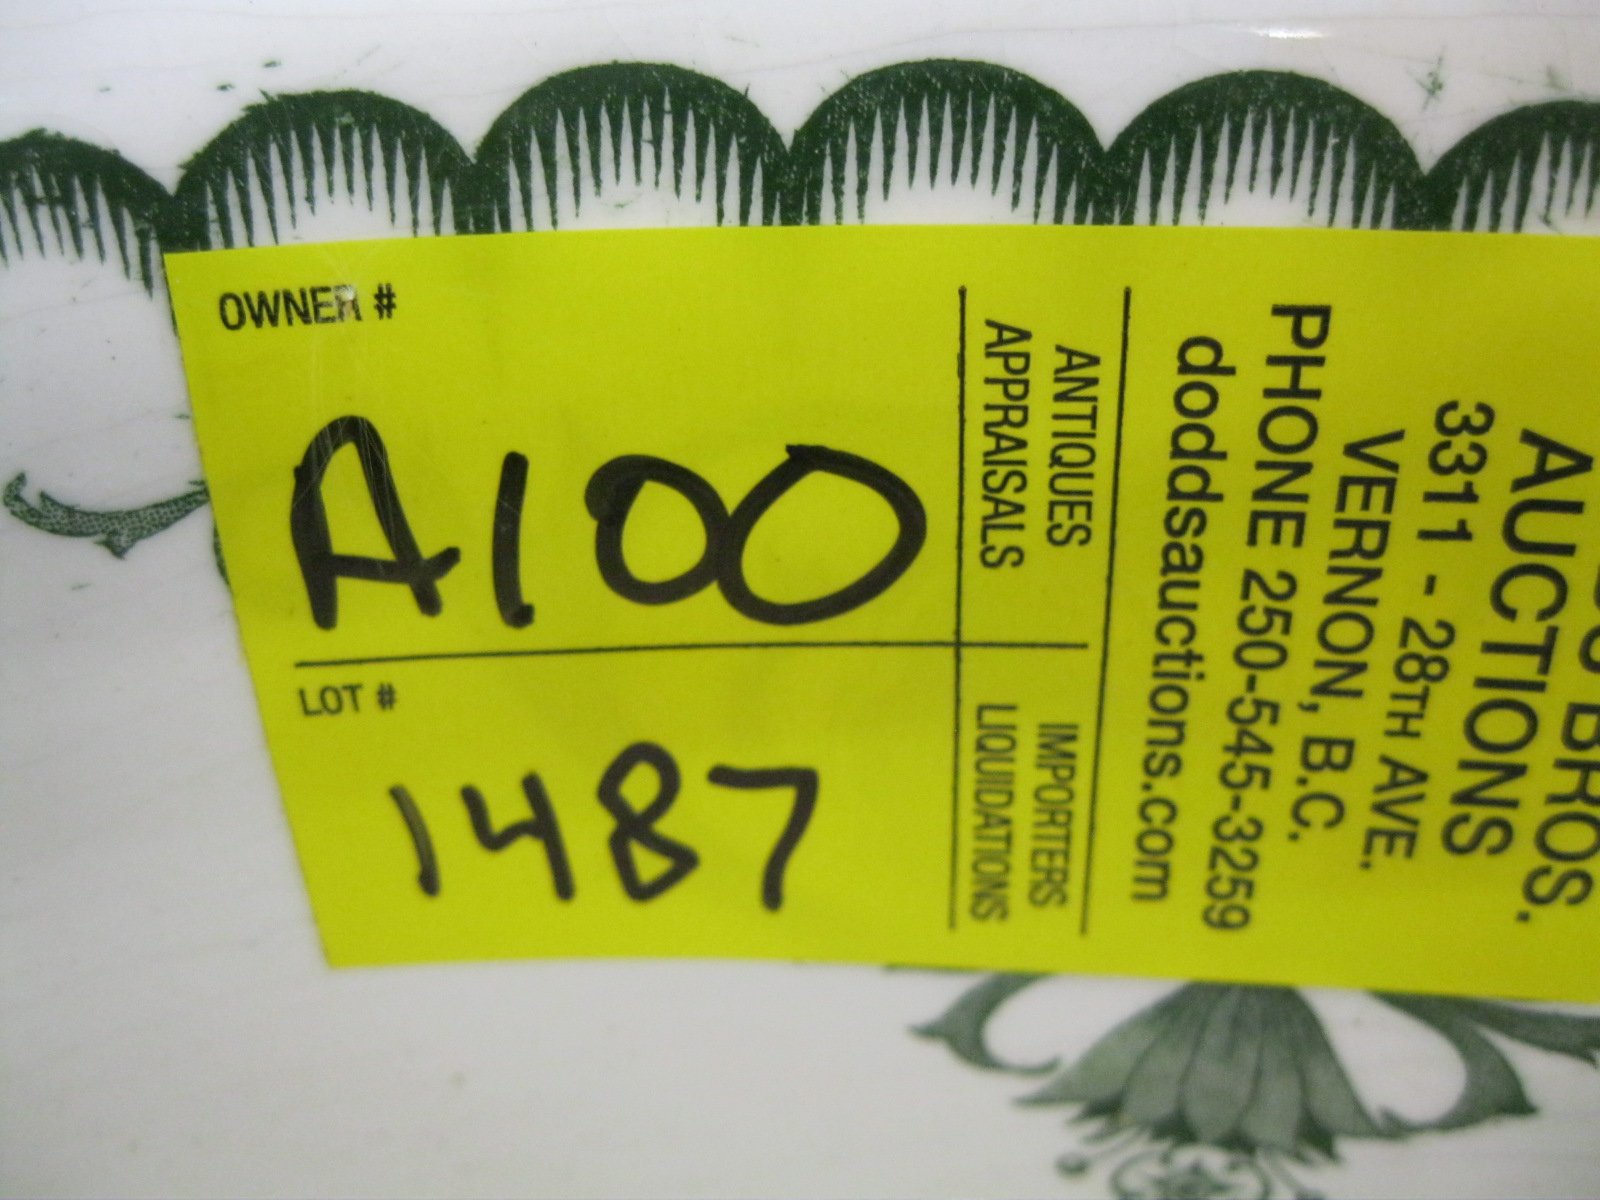 OWNER #
A100
LOT #
1487
BROS.
AUCTIONS
3311 - 28TH AVE.
VERNON, B.C.
PHONE 250-545-3259
doddsauctions.com
ANTIQUES
APPRAISALS
IMPORTERS
LIQUIDATIONS